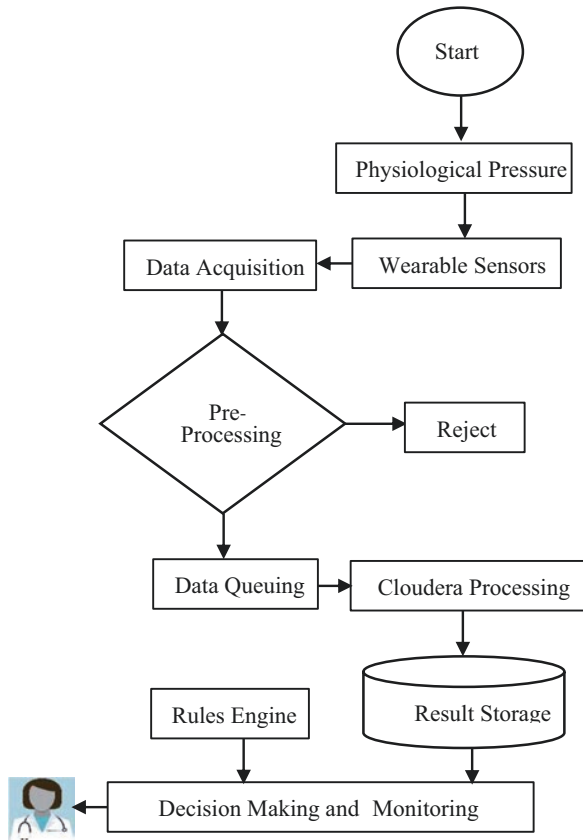 Start
Physiological Pressure
Wearable Sensors
Data Acquisition
Pre-
Processing
Reject
Data Queuing
Cloudera Processing
Result Storage
Rules Engine
Decision Making and Monitoring